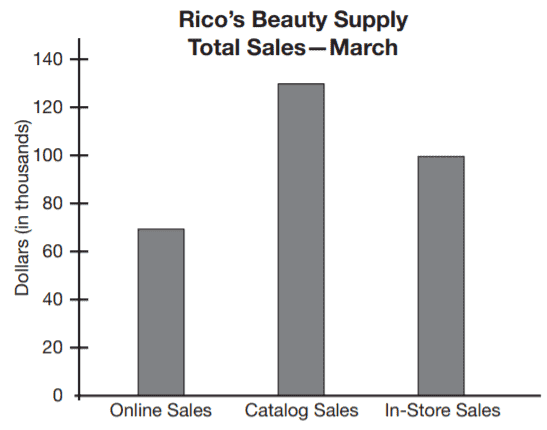 Rico's Beauty Supply
Total Sales—March
Dollars (in thousands)
140
120
100
80
60
40
20
0
Online Sales
Catalog Sales
In-Store Sales